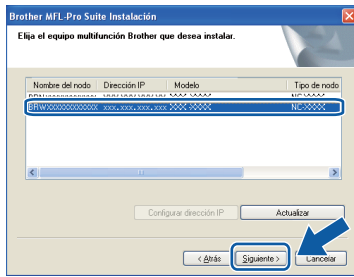 Brother MFL-Pro Suite Instalación
Elija el equipo multifunción Brother que desea instalar.
Nombre del nodo Dirección IP Modelo Tipo de nodo
BRWXXXXXXXXXXXX xxx.xxx.xxx.xxx XXX-XXXX NC-XXXX
Configurar dirección IP Actualizar
< Atrás Siguiente > Cancelar